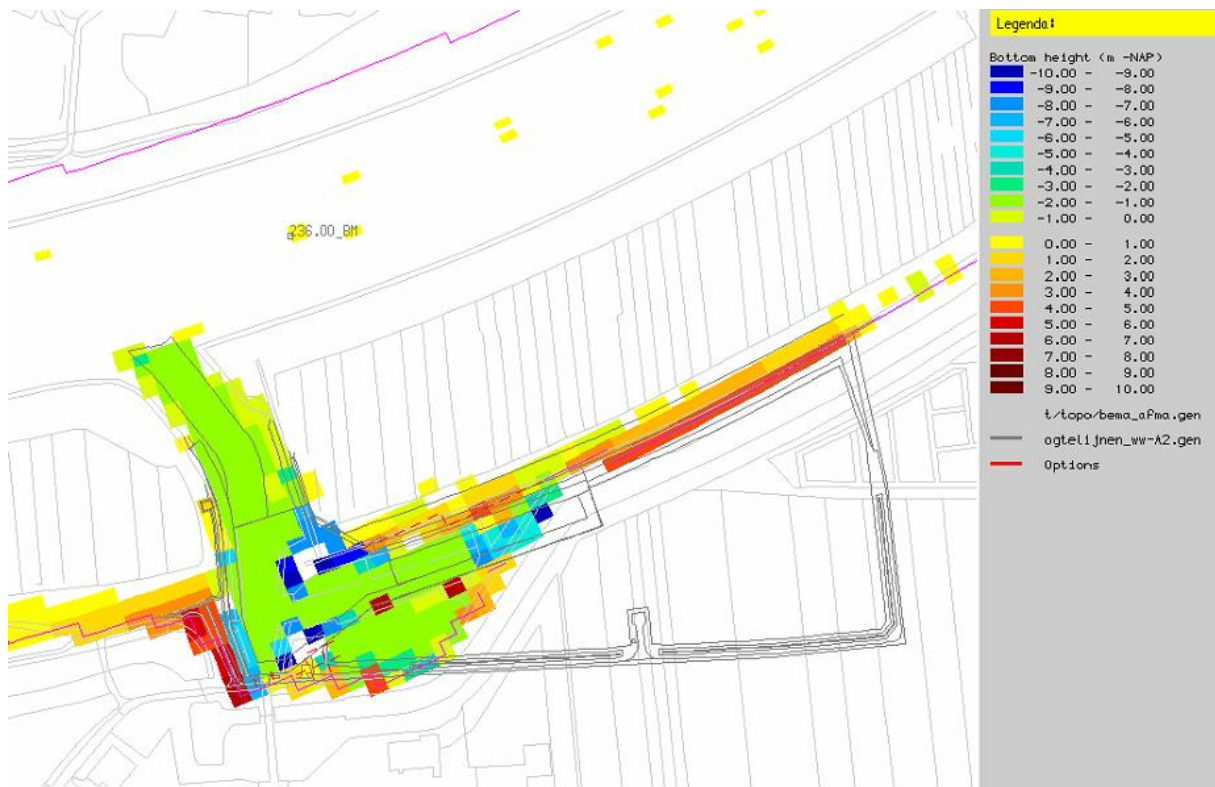 Legenda:
Bottom height (m -NAP)
-10.00 - -9.00
-9.00 - -8.00
-8.00 - -7.00
-7.00 - -6.00
-6.00 - -5.00
-5.00 - -4.00
-4.00 - -3.00
-3.00 - -2.00
-2.00 - -1.00
-1.00 - 0.00
0.00 - 1.00
1.00 - 2.00
2.00 - 3.00
3.00 - 4.00
4.00 - 5.00
5.00 - 6.00
6.00 - 7.00
7.00 - 8.00
8.00 - 9.00
9.00 - 10.00
t/topo/bema_afma.gen
ogtelijnen_ww-A2.gen
Options
236.00_BM